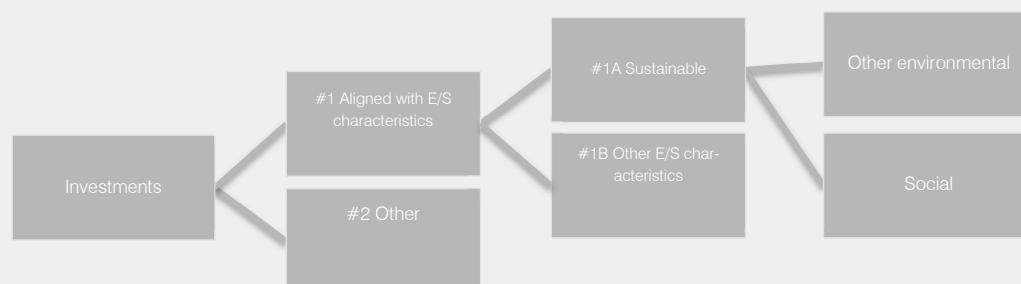 Investments
#1 Aligned with E/S
characteristics
#2 Other
#1A Sustainable
#1B Other E/S char-
acteristics
Other environmental
Social